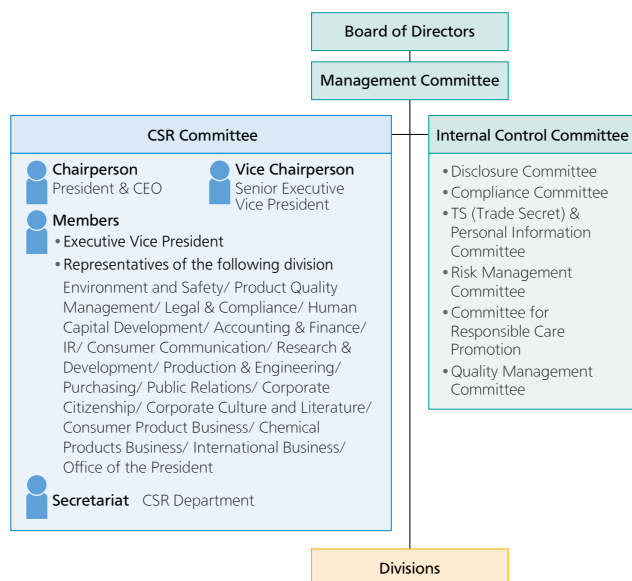 Board of Directors
Management Committee
CSR Committee
Chairperson
President & CEO
Vice Chairperson
Senior Executive
Vice President
Members
• Executive Vice President
• Representatives of the following division
Environment and Safety/ Product Quality
Management/ Legal & Compliance/ Human
Capital Development/ Accounting & Finance/
IR/ Consumer Communication/ Research &
Development/ Production & Engineering/
Purchasing/ Public Relations/ Corporate
Citizenship/ Corporate Culture and Literature/
Consumer Product Business/ Chemical
Products Business/ International Business/
Office of the President
Secretariat CSR Department
Internal Control Committee
• Disclosure Committee
• Compliance Committee
• TS (Trade Secret) &
Personal Information
Committee
• Risk Management
Committee
• Committee for
Responsible Care
Promotion
• Quality Management
Committee
Divisions